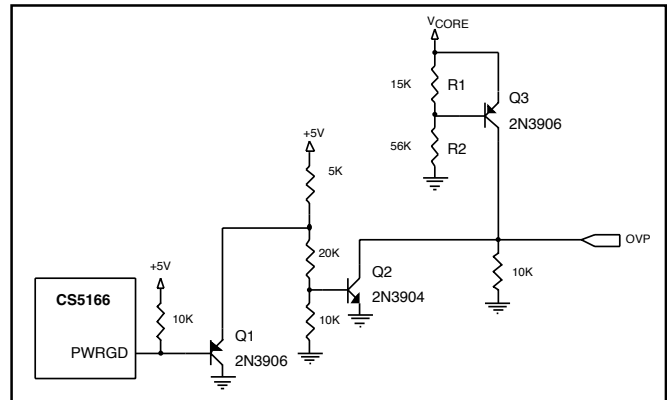 V_CORE
15K
R1
Q3
2N3906
56K
R2
+5V
5K
OVP
20K
Q2
2N3904
10K
+5V
CS5166
10K
10K
Q1
2N3906
PWRGD